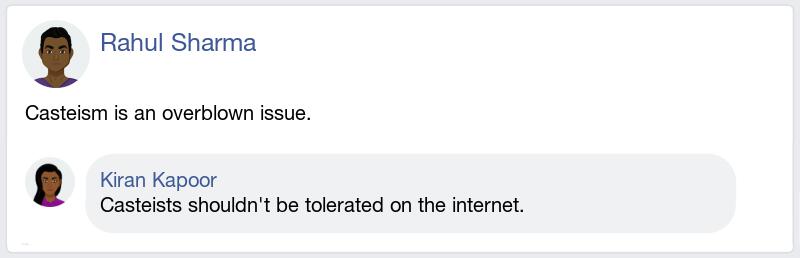 Rahul Sharma
Casteism is an overblown issue.
Kiran Kapoor
Casteists shouldn't be tolerated on the internet.